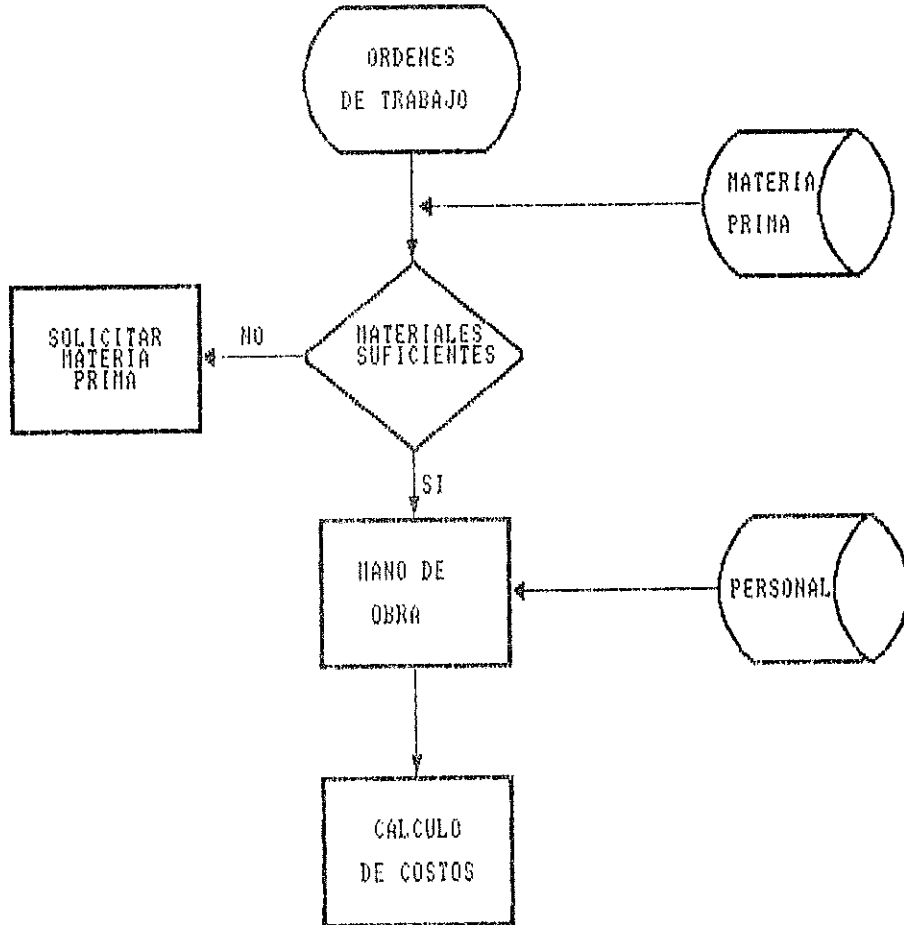 ORDENES
DE TRABAJO
MATERIA
PRIMA
SOLICITAR
MATERIA
PRIMA
NO
MATERIALES
SUFICIENTES
SI
MANO DE
OBRA
PERSONAL
CALCULO
DE COSTOS